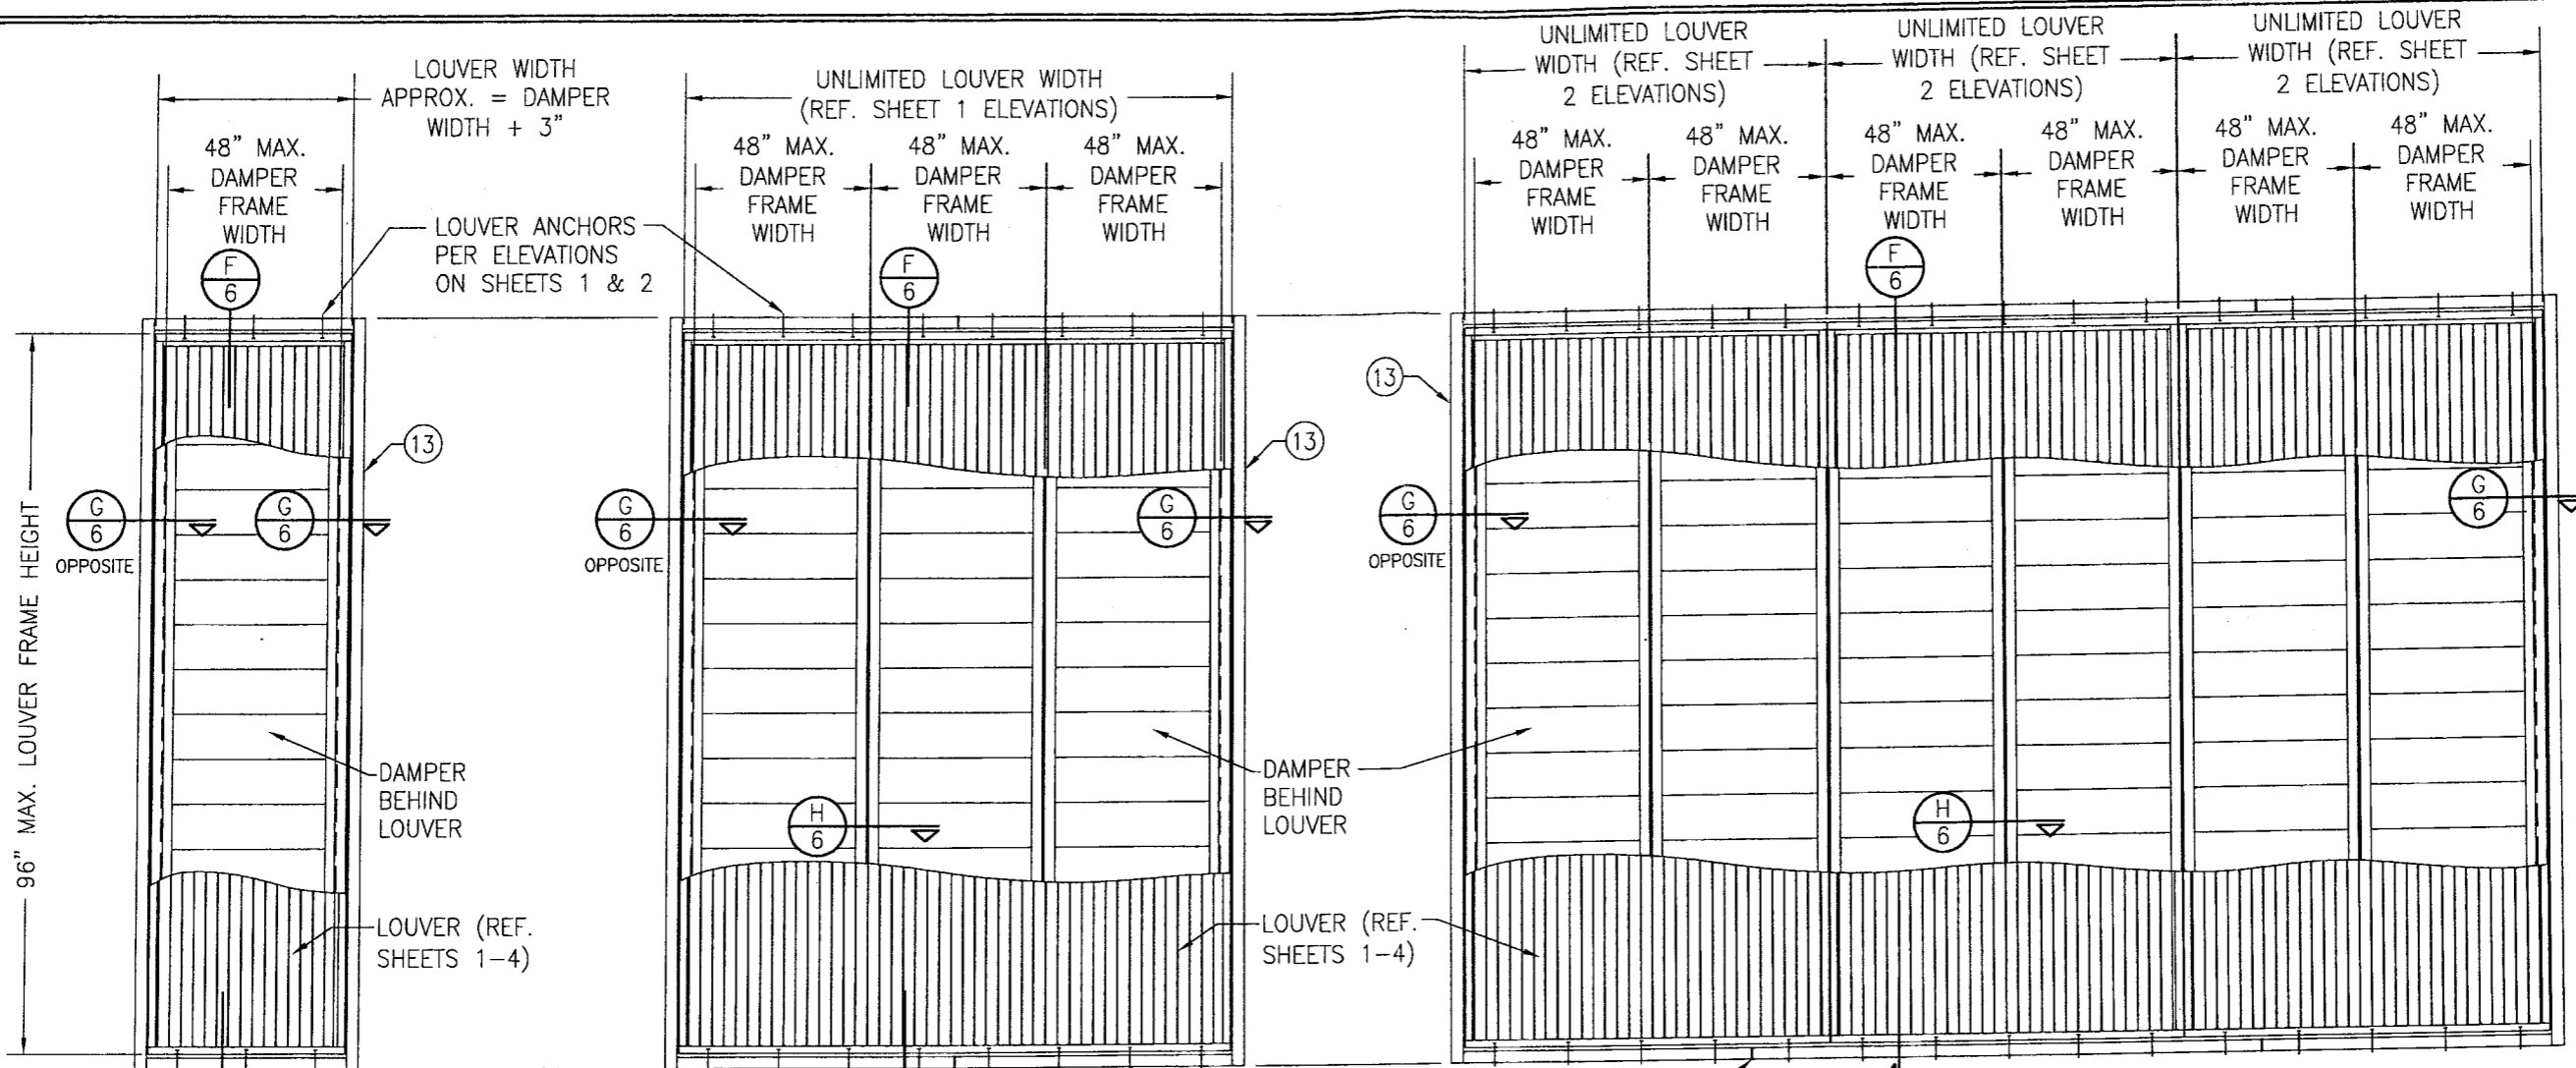 LOUVER WIDTH
APPROX. = DAMPER
WIDTH + 3"
48" MAX.
DAMPER
FRAME
WIDTH
LOUVER ANCHORS
PER ELEVATIONS
ON SHEETS 1 & 2
F
6
13
G
6
OPPOSITE
G
6
96" MAX. LOUVER FRAME HEIGHT
DAMPER
BEHIND
LOUVER
LOUVER (REF.
SHEETS 1-4)
UNLIMITED LOUVER WIDTH
(REF. SHEET 1 ELEVATIONS)
48" MAX.
DAMPER
FRAME
WIDTH
48" MAX.
DAMPER
FRAME
WIDTH
48" MAX.
DAMPER
FRAME
WIDTH
F
6
13
G
6
OPPOSITE
G
6
H
6
DAMPER
BEHIND
LOUVER
LOUVER (REF.
SHEETS 1-4)
UNLIMITED LOUVER
WIDTH (REF. SHEET
2 ELEVATIONS)
UNLIMITED LOUVER
WIDTH (REF. SHEET
2 ELEVATIONS)
UNLIMITED LOUVER
WIDTH (REF. SHEET
2 ELEVATIONS)
48" MAX.
DAMPER
FRAME
WIDTH
48" MAX.
DAMPER
FRAME
WIDTH
48" MAX.
DAMPER
FRAME
WIDTH
48" MAX.
DAMPER
FRAME
WIDTH
48" MAX.
DAMPER
FRAME
WIDTH
48" MAX.
DAMPER
FRAME
WIDTH
F
6
13
G
6
OPPOSITE
G
6
H
6